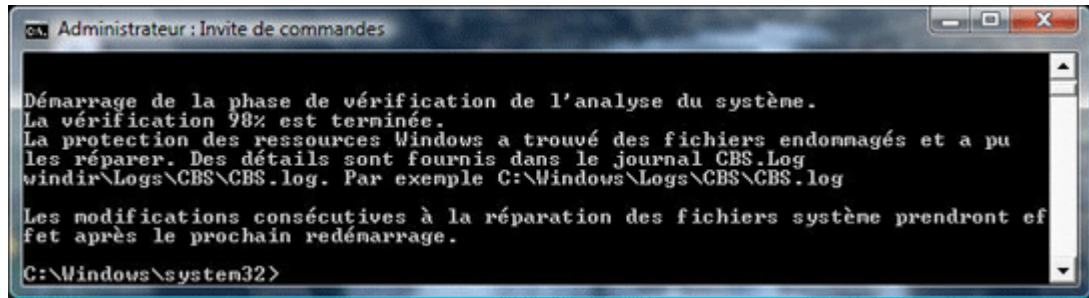 Administrateur : Invite de commandes
Démarrage de la phase de vérification de l'analyse du système.
La vérification 98% est terminée.
La protection des ressources Windows a trouvé des fichiers endommagés et a pu
les réparer. Des détails sont fournis dans le journal CBS.Log
windir\Logs\CBS\CBS.log. Par exemple C:\Windows\Logs\CBS\CBS.log
Les modifications consécutives à la réparation des fichiers système prendront ef
fet après le prochain redémarrage.
C:\Windows\system32>